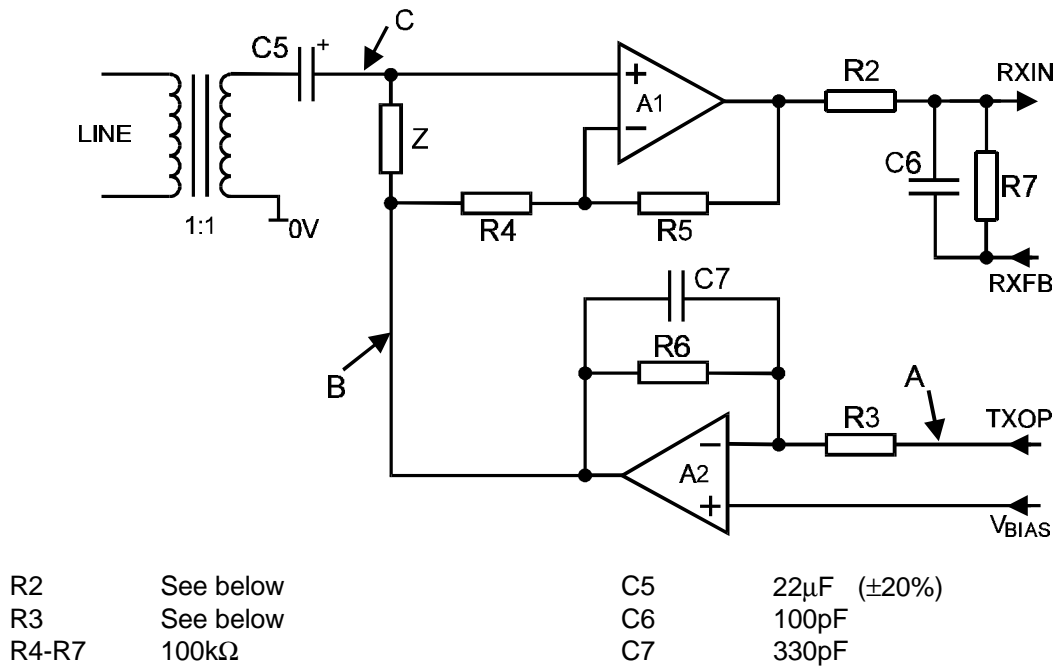 C
C5 +
R2 RXIN
A1
LINE
Z
C6 R7
R4 R5
1:1 0V
RXFB
C7
R6
B
A
R3 TXOP
A2
VBIAS
R2 See below C5 22μF (±20%)
R3 See below C6 100pF
R4-R7 100kΩ C7 330pF